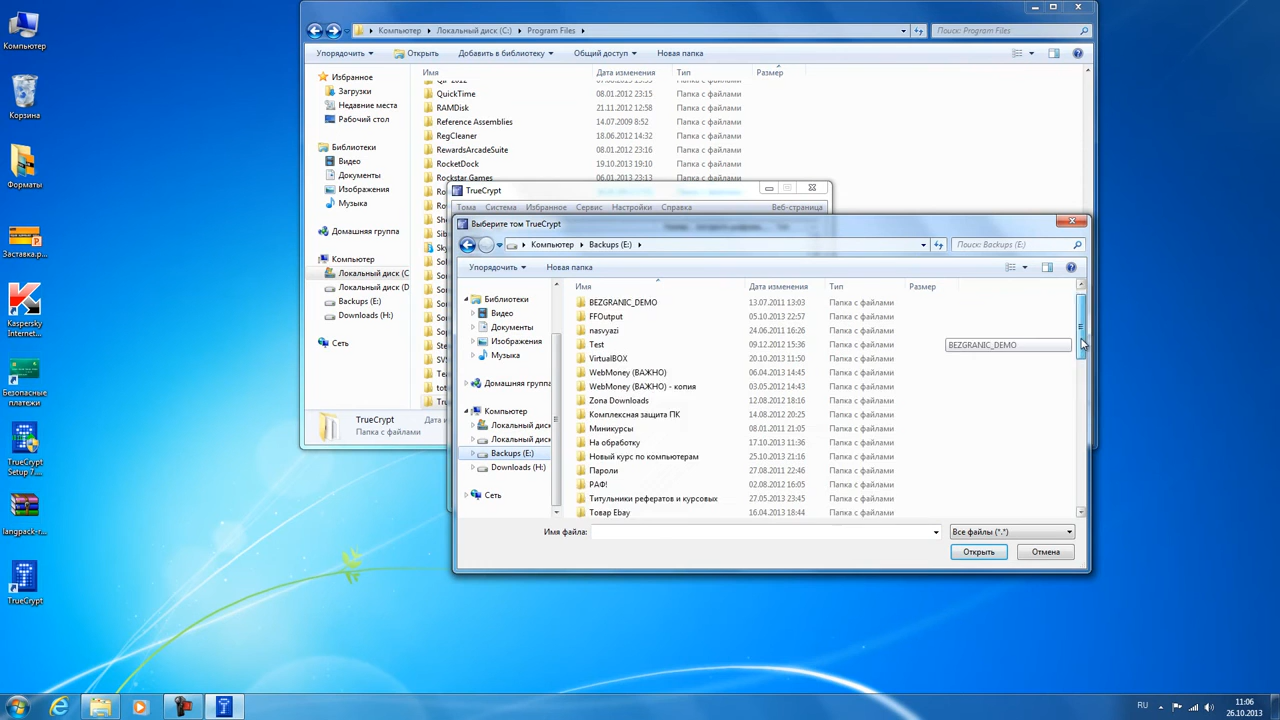 Компьютер
Корзина
Форматы
Заставка.р...
Kaspersky
Internet...
Безопасные
платежи
TrueCrypt
Setup 7....
langpack-r...
TrueCrypt
Компьютер ▸ Локальный диск (C:) ▸ Program Files ▸
Поиск: Program Files
Упорядочить
Открыть
Добавить в библиотеку
Общий доступ
Новая папка
Избранное
Загрузки
Недавние места
Рабочий стол
Библиотеки
Видео
Документы
Изображения
Музыка
Домашняя группа
Компьютер
Локальный диск (C
Локальный диск (D
Backups (E:)
Downloads (H:)
Сеть
Имя Дата изменения Тип Размер
QuickTime 08.01.2012 23:15 Папка с файлами
RAMDisk 21.11.2012 12:58 Папка с файлами
Reference Assemblies 14.07.2009 8:52 Папка с файлами
RegCleaner 18.06.2012 14:32 Папка с файлами
RewardsArcadeSuite 08.01.2012 23:16 Папка с файлами
RocketDock 19.10.2013 19:10 Папка с файлами
Rockstar Games 06.01.2013 23:13 Папка с файлами
TrueCrypt Дата и
Папка с файлами
TrueCrypt
Тома Система Избранное Сервис Настройки Справка Веб-страница
Выберите том TrueCrypt
Компьютер ▸ Backups (E:) ▸
Поиск: Backups (E:)
Упорядочить
Новая папка
Библиотеки
Видео
Документы
Изображения
Музыка
Домашняя группа
Компьютер
Локальный диск
Локальный диск
Backups (E:)
Downloads (H:)
Сеть
Имя Дата изменения Тип Размер
BEZGRANIC_DEMO 13.07.2011 13:03 Папка с файлами
FFOutput 05.10.2013 22:57 Папка с файлами
nasvyazi 24.06.2011 16:26 Папка с файлами
Test 09.12.2012 15:36 Папка с файлами
VirtualBOX 20.10.2013 11:50 Папка с файлами
WebMoney (ВАЖНО) 06.04.2013 14:45 Папка с файлами
WebMoney (ВАЖНО) - копия 03.05.2012 14:43 Папка с файлами
Zona Downloads 12.08.2012 18:16 Папка с файлами
Комплексная защита ПК 14.08.2012 20:25 Папка с файлами
Миникурсы 08.01.2011 21:05 Папка с файлами
На обработку 17.10.2013 11:36 Папка с файлами
Новый курс по компьютерам 25.10.2013 21:16 Папка с файлами
Пароли 27.08.2011 22:46 Папка с файлами
РАФ! 02.08.2012 16:05 Папка с файлами
Титульники рефератов и курсовых 27.05.2013 23:45 Папка с файлами
Товар Ebay 16.04.2013 18:44 Папка с файлами
BEZGRANIC_DEMO
Имя файла:
Все файлы (*.*)
Открыть
Отмена
RU
11:06
26.10.2013